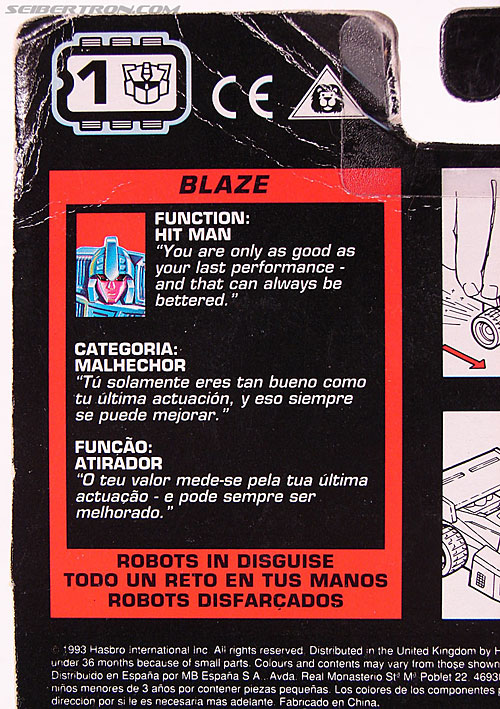 SEIBERTRON.COM
1 CE
BLAZE
FUNCTION:
HIT MAN
"You are only as good as
your last performance -
and that can always be
bettered."
CATEGORIA:
MALHECHOR
"Tú solamente eres tan bueno como
tu última actuación, y eso siempre
se puede mejorar."
FUNCÃO:
ATIRADOR
"O teu valor mede-se pela tua última
actuação - e pode sempre ser
melhorado."
ROBOTS IN DISGUISE
TODO UN RETO EN TUS MANOS
ROBOTS DISFARÇADOS
© 1993 Hasbro International Inc. All rights reserved. Distributed in the United Kingdom by H
under 36 months because of small parts. Colours and contents may vary from those shown
Distribuido en España por MB España S.A. Avda. Real Monasterio Stª Mª Poblet 22. 4693
niños menores de 3 años por contener piezas pequeñas. Los colores de los componentes p
direccion por si le es necesaria mas adelante. Fabricado en China.